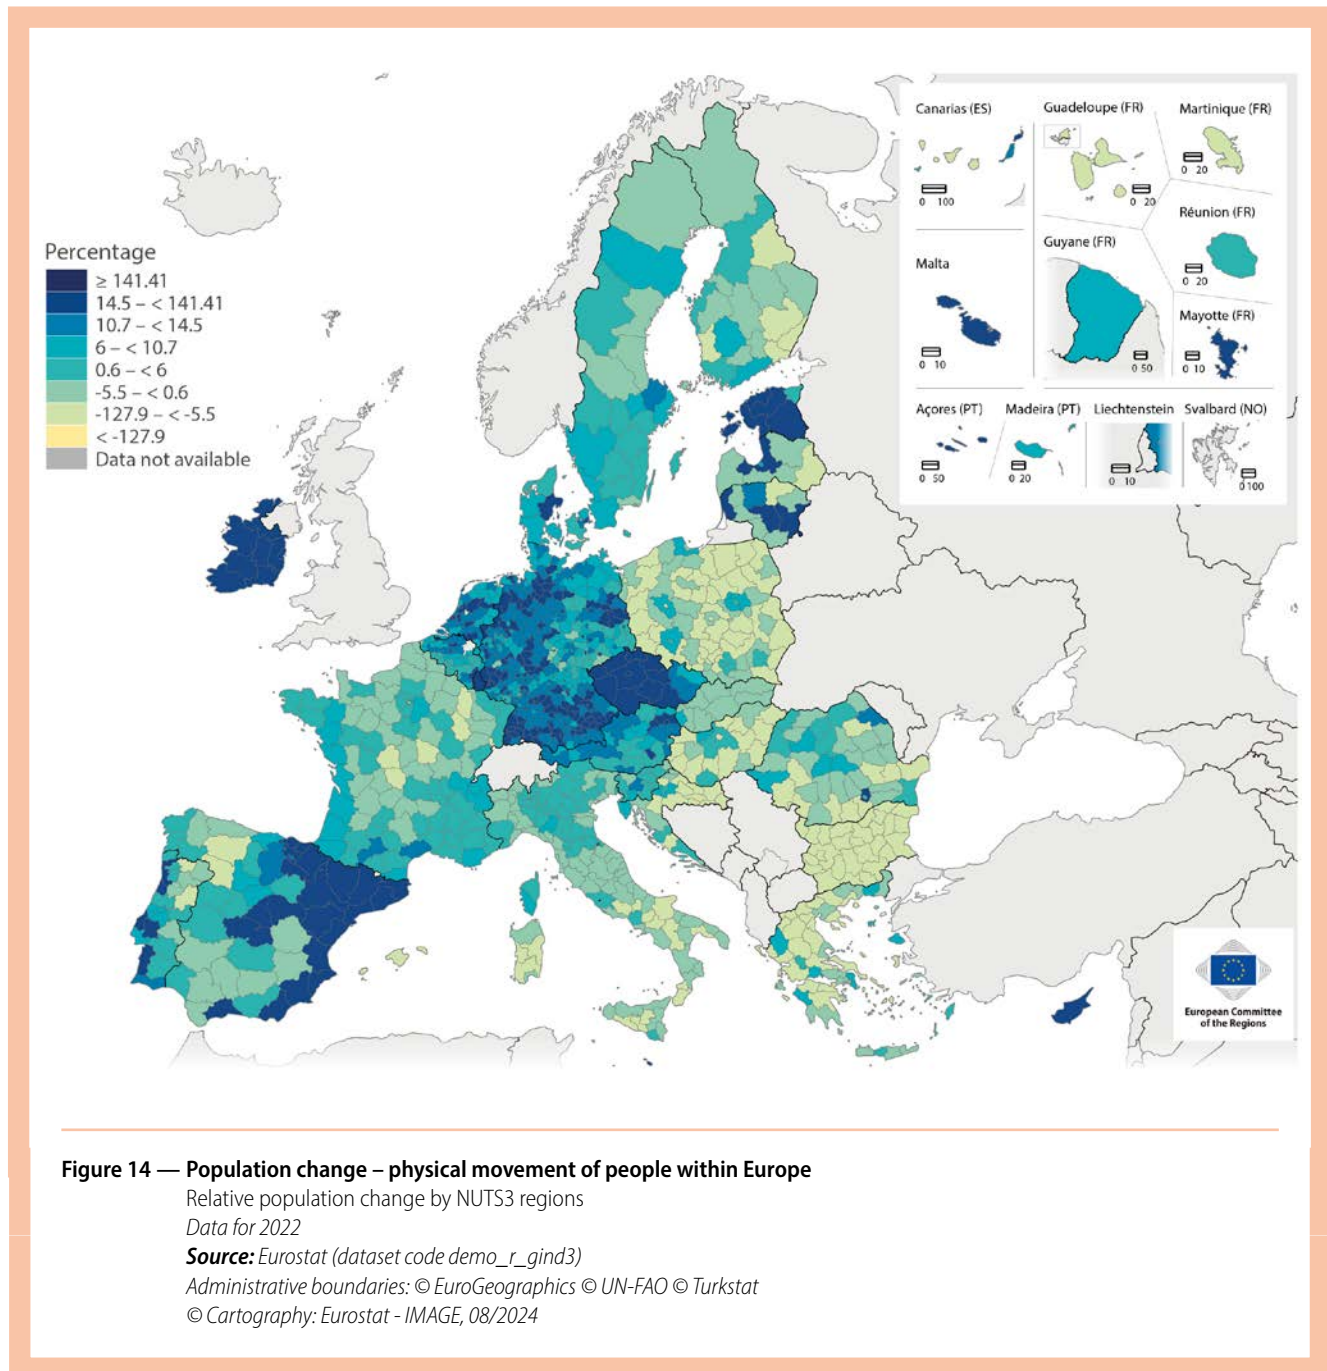 Percentage
≥ 141.41
14.5 – < 141.41
10.7 – < 14.5
6 – < 10.7
0.6 – < 6
-5.5 – < 0.6
-127.9 – < -5.5
< -127.9
Data not available
Canarias (ES)
0 100
Guadeloupe (FR)
0 20
Martinique (FR)
0 20
Malta
0 10
Guyane (FR)
0 50
Réunion (FR)
0 20
Mayotte (FR)
0 10
Açores (PT)
0 50
Madeira (PT)
0 20
Liechtenstein
0 10
Svalbard (NO)
0 100
European Committee
of the Regions
Figure 14 — Population change – physical movement of people within Europe
Relative population change by NUTS3 regions
Data for 2022
Source: Eurostat (dataset code demo_r_gind3)
Administrative boundaries: © EuroGeographics © UN-FAO © Turkstat
© Cartography: Eurostat - IMAGE, 08/2024